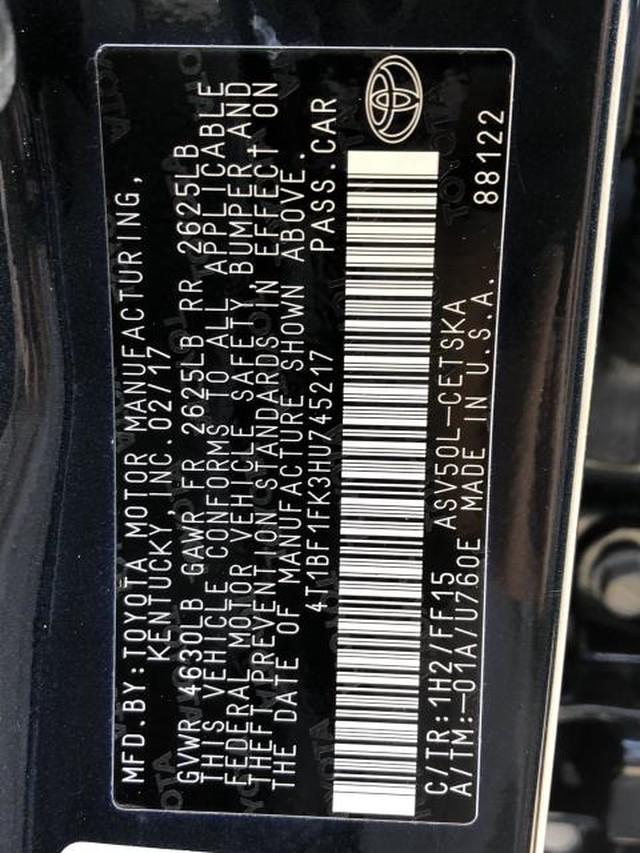 MFD.BY:TOYOTA MOTOR MANUFACTURING,
KENTUCKY, INC. 02/17
GVWR 4630LB GAWR FR 2625LB RR 2625LB
THIS VEHICLE CONFORMS TO ALL APPLICABLE
FEDERAL MOTOR VEHICLE SAFETY, BUMPER, AND
THEFT PREVENTION STANDARDS IN EFFECT ON
THE DATE OF MANUFACTURE SHOWN ABOVE.
4T1BF1FK3HU745217 PASS.CAR
C/TR:1H2/FF15 ASV50L-CETSKA
A/TM:-01A/U760E MADE IN U.S.A. 88122